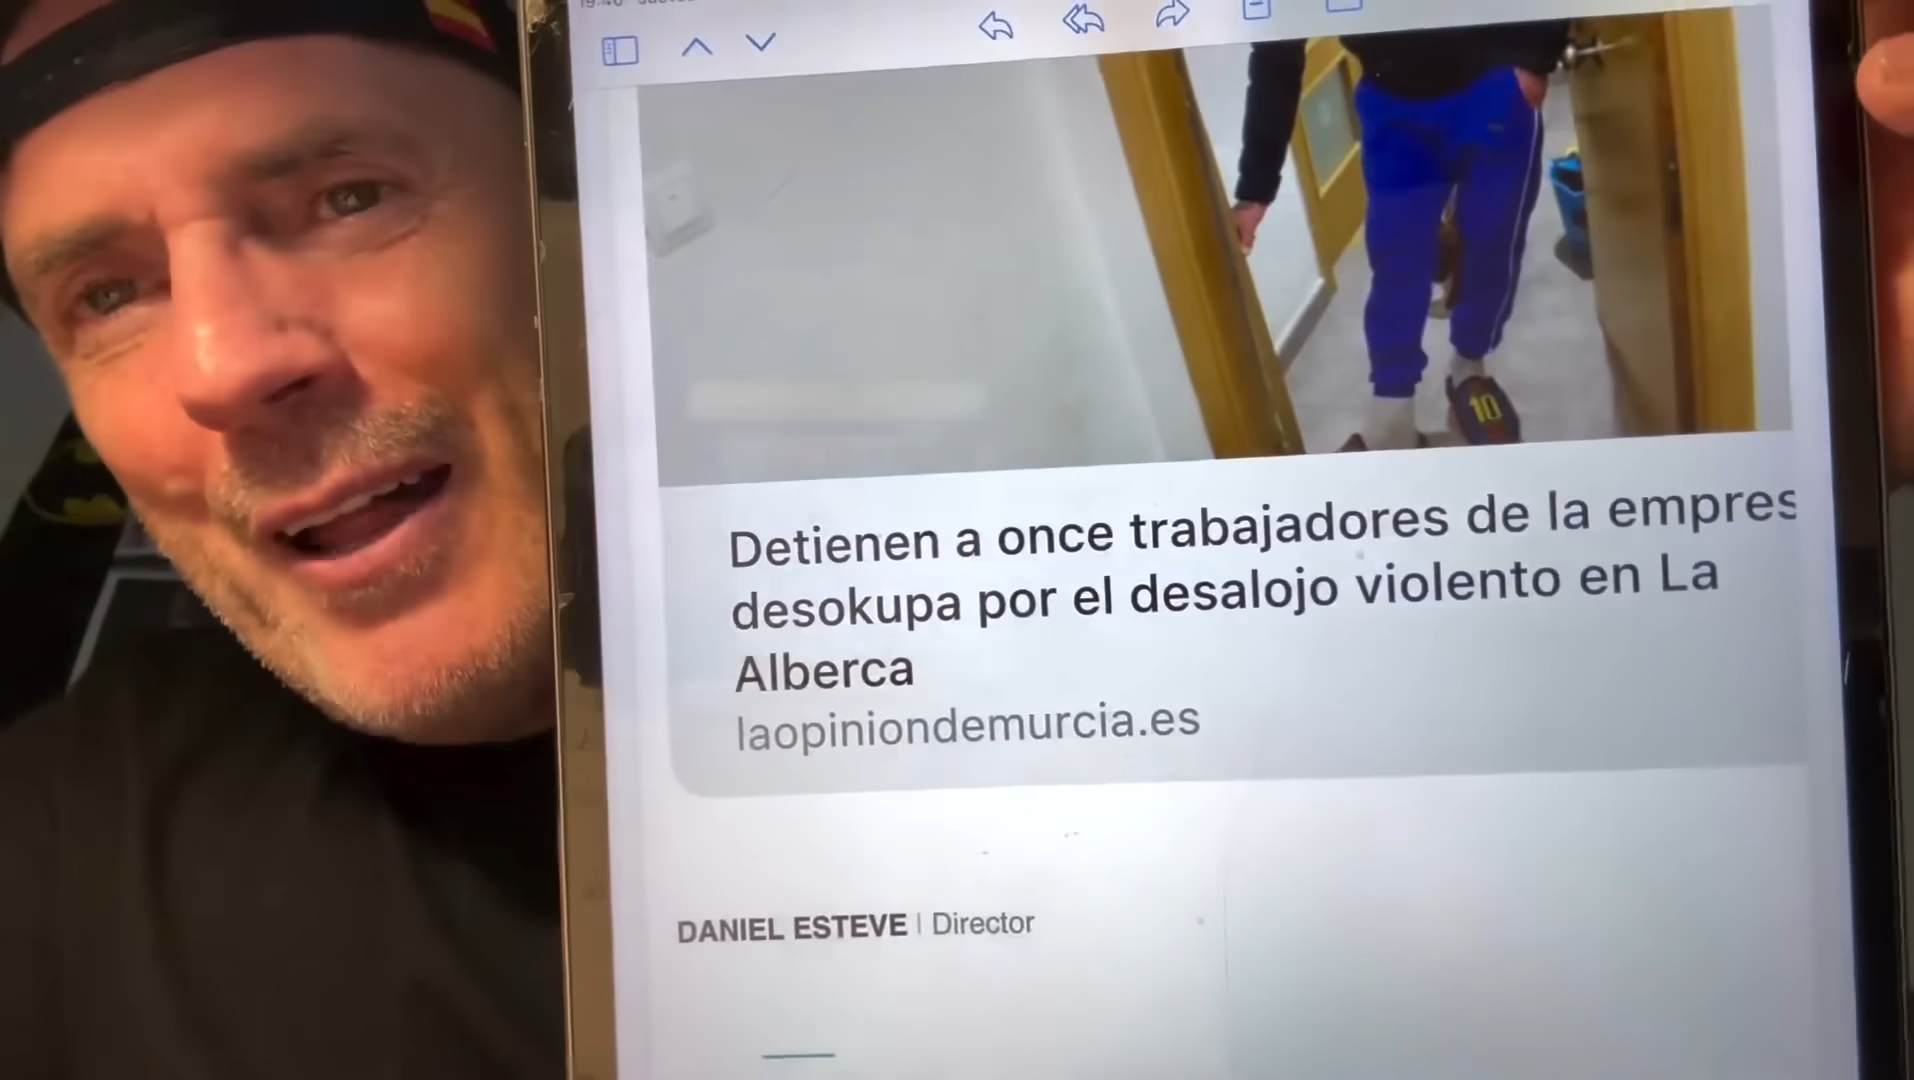 10
Detienen a once trabajadores de la empres
desokupa por el desalojo violento en La
Alberca
laopiniondemurcia.es
DANIEL ESTEVE | Director